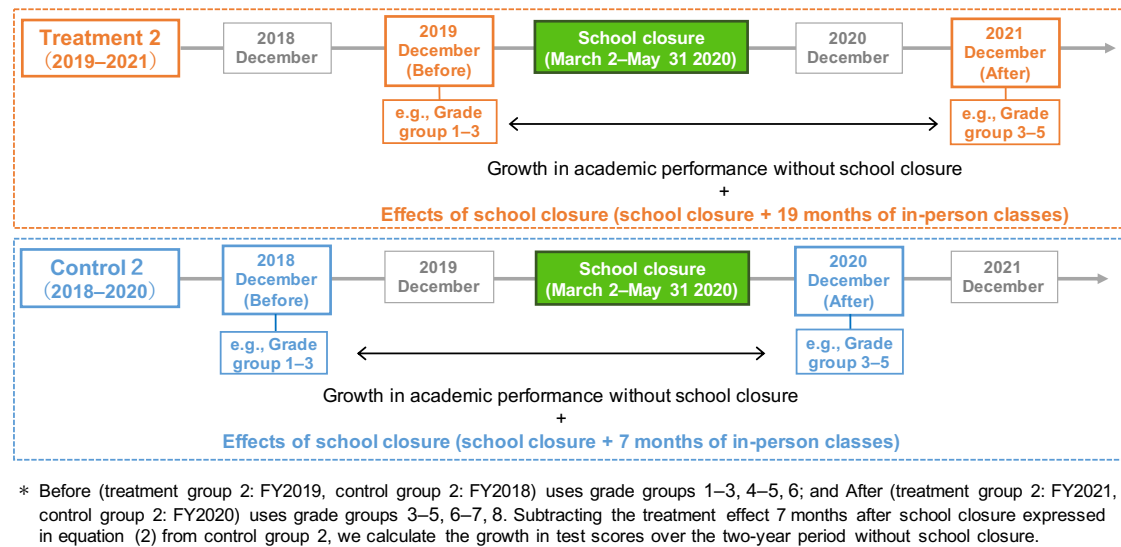 Treatment 2
(2019–2021)
2018
December
2019
December
(Before)
School closure
(March 2–May 31 2020)
2020
December
2021
December
(After)
e.g., Grade
group 1–3
e.g., Grade
group 3–5
Growth in academic performance without school closure
+
Effects of school closure (school closure + 19 months of in-person classes)
Control 2
(2018–2020)
2018
December
(Before)
2019
December
School closure
(March 2–May 31 2020)
2020
December
(After)
2021
December
e.g., Grade
group 1–3
e.g., Grade
group 3–5
Growth in academic performance without school closure
+
Effects of school closure (school closure + 7 months of in-person classes)
* Before (treatment group 2: FY2019, control group 2: FY2018) uses grade groups 1–3, 4–5, 6; and After (treatment group 2: FY2021,
control group 2: FY2020) uses grade groups 3–5, 6–7, 8. Subtracting the treatment effect 7 months after school closure expressed
in equation (2) from control group 2, we calculate the growth in test scores over the two-year period without school closure.